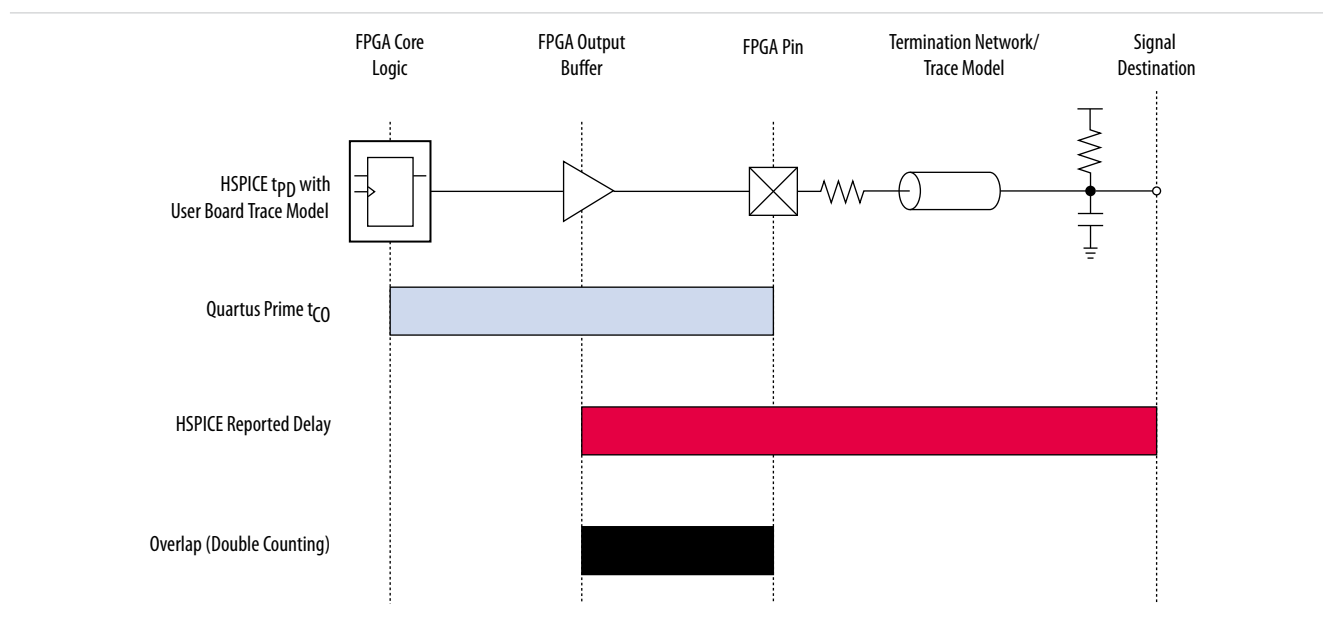 FPGA Core
Logic
FPGA Output
Buffer
FPGA Pin
Termination Network/
Trace Model
Signal
Destination
HSPICE tPD with
User Board Trace Model
Quartus Prime tCO
HSPICE Reported Delay
Overlap (Double Counting)